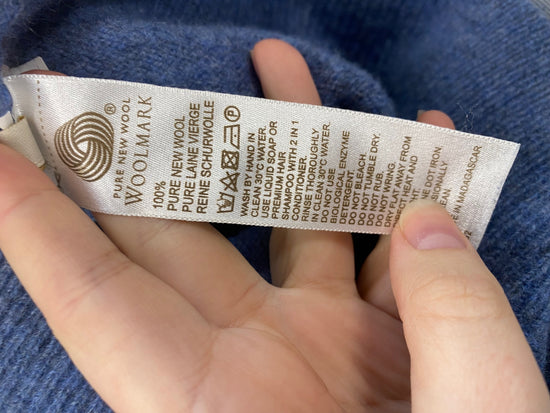 ®
PURE NEW WOOL
WOOLMARK
100%
PURE NEW WOOL
PURE LAINE VIERGE
REINE SCHURWOLLE
P
WASH BY HAND IN
CLEAN 30°C WATER.
USE LIQUID SOAP OR
PREMIUM HAIR
SHAMPOO WITH 2 IN 1
CONDITIONER.
RINSE THOROUGHLY
IN CLEAN 30°C WATER.
DO NOT USE
BIOLOGICAL ENZYME
DETERGENT.
DO NOT BLEACH.
DO NOT TUMBLE DRY.
DO NOT RUB.
DRY FLAT AWAY FROM
AND
DOT IRON
MADAGASCAR